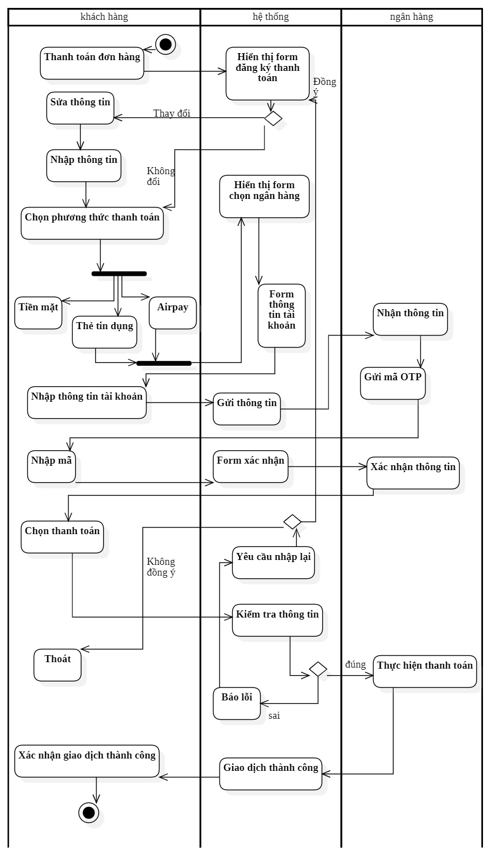 khách hàng
hệ thống
ngân hàng
Thanh toán đơn hàng
Hiển thị form
đăng ký thanh
toán
Đồng
ý
Sửa thông tin
Thay đổi
Nhập thông tin
Không
đổi
Hiển thị form
chọn ngân hàng
Chọn phương thức thanh toán
Tiền mặt
Thẻ tín dụng
Airpay
Form
thông
tin tài
khoản
Nhận thông tin
Gửi mã OTP
Nhập thông tin tài khoản
Gửi thông tin
Nhập mã
Form xác nhận
Xác nhận thông tin
Chọn thanh toán
Không
đồng ý
Yêu cầu nhập lại
Kiểm tra thông tin
Thoát
đúng
Thực hiện thanh toán
Báo lỗi
sai
Xác nhận giao dịch thành công
Giao dịch thành công